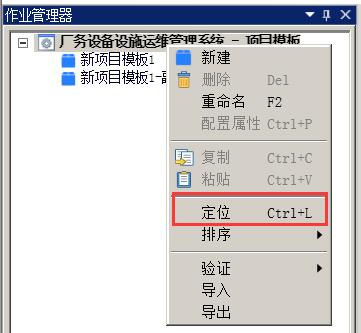 作业管理器
厂务设备设施运维管理系统 - 项目模板
新项目模板1
新项目模板1-副
新建
删除 Del
重命名 F2
配置属性 Ctrl+P
复制 Ctrl+C
粘贴 Ctrl+V
定位 Ctrl+L
排序
验证
导入
导出